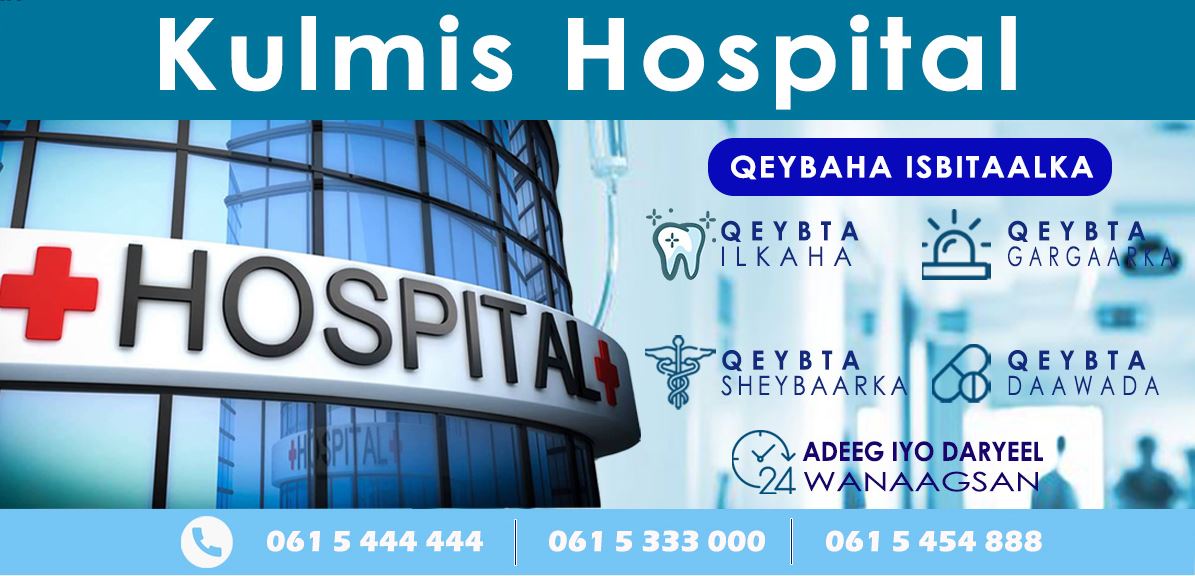 Kulmis Hospital
HOSPITAL
HOSPITAL
QEYBAHA ISBITAALKA
QEYBTA
ILKAHA
QEYBTA
GARGAARKA
QEYBTA
SHEYBAARKA
QEYBTA
DAAWADA
24
ADEEG IYO DARYEEL
WANAAGSAN
061 5 444 444
061 5 333 000
061 5 454 888